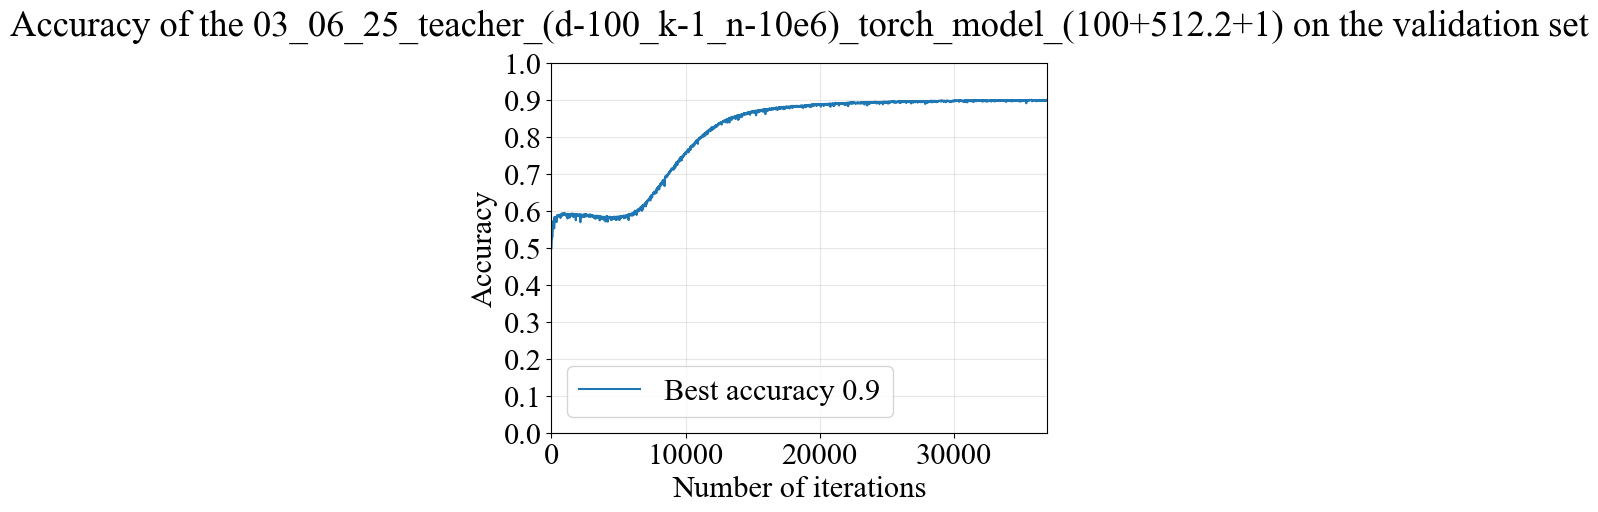 Accuracy of the 03_06_25_teacher_(d-100_k-1_n-10e6)_torch_model_(100+512.2+1) on the validation set
1.0
0.9
0.8
0.7
0.6
0.5
0.4
0.3
0.2
0.1
0.0
Accuracy
Best accuracy 0.9
0 10000 20000 30000
Number of iterations